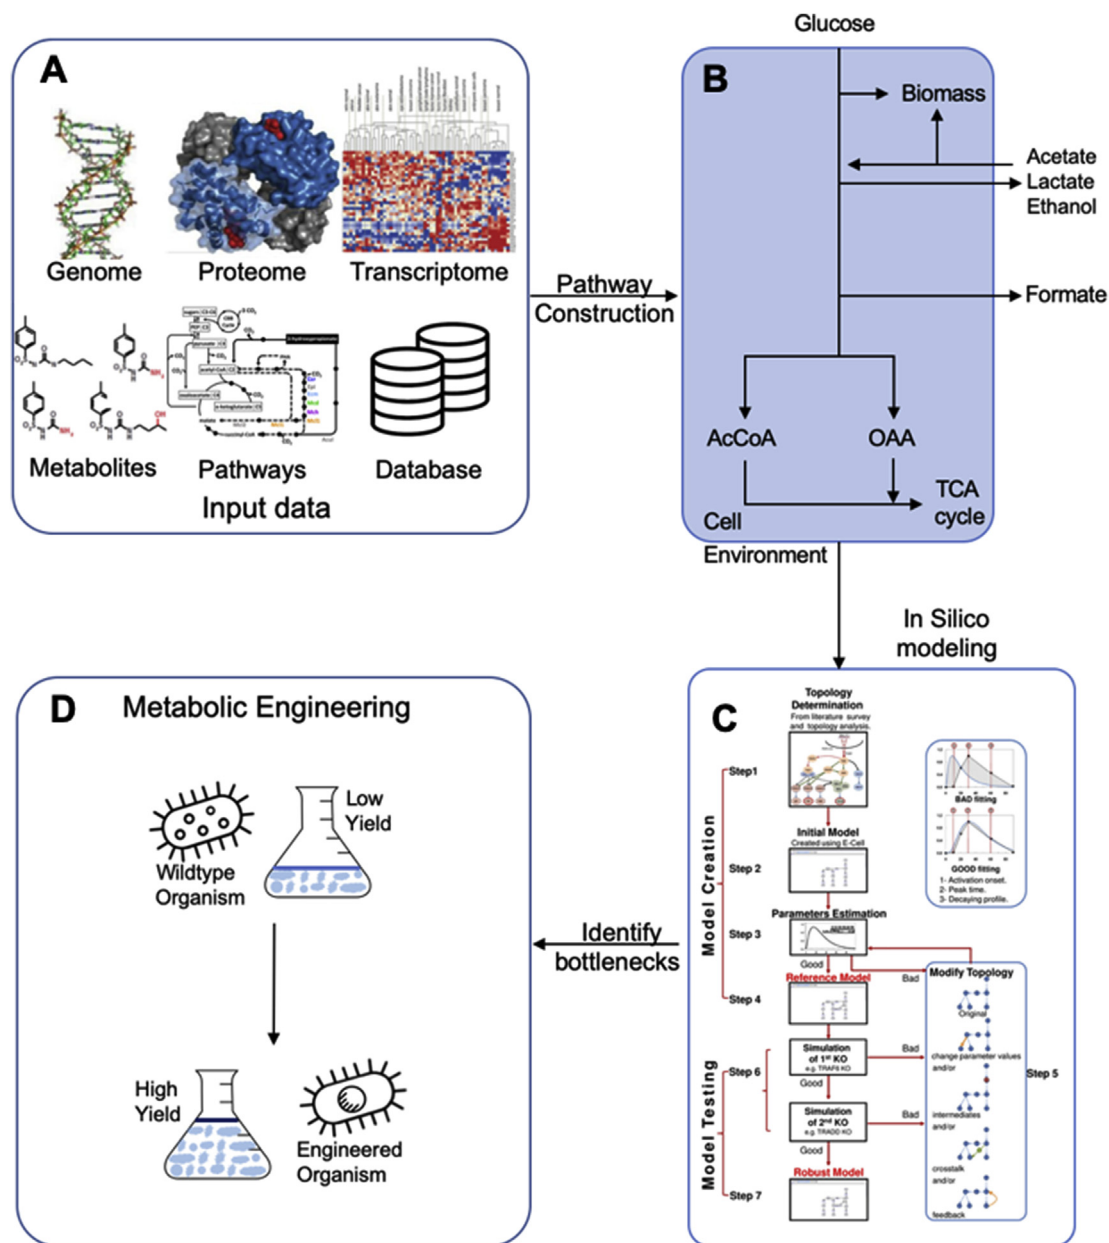 A
Genome
Proteome
Transcriptome
Metabolites
Pathways
Database
Input data
Pathway
Construction
Glucose
B
Biomass
Acetate
Lactate
Ethanol
Formate
AcCoA
OAA
TCA
cycle
Cell
Environment
In Silico
modeling
C
Topology
Determination
From literature survey
and topology analysis.
Step1
Model Creation
Initial Model
Created using E-Cell
Step 2
Parameters Estimation
Step 3
Good
Bad
Reference Model
Step 4
BAD fitting
GOOD fitting
1- Activation onset.
2- Peak time.
3- Decaying profile.
Modify Topology
Original
change parameter values
and/or
intermediates
and/or
crosstalk
and/or
feedback
Step 5
Model Testing
Simulation
of 1st KO
e.g. TRAF6 KO
Step 6
Bad
Good
Simulation
of 2nd KO
e.g. TRADD KO
Bad
Good
Robust Model
Step 7
Identify
bottlenecks
D
Metabolic Engineering
Low
Yield
Wildtype
Organism
High
Yield
Engineered
Organism